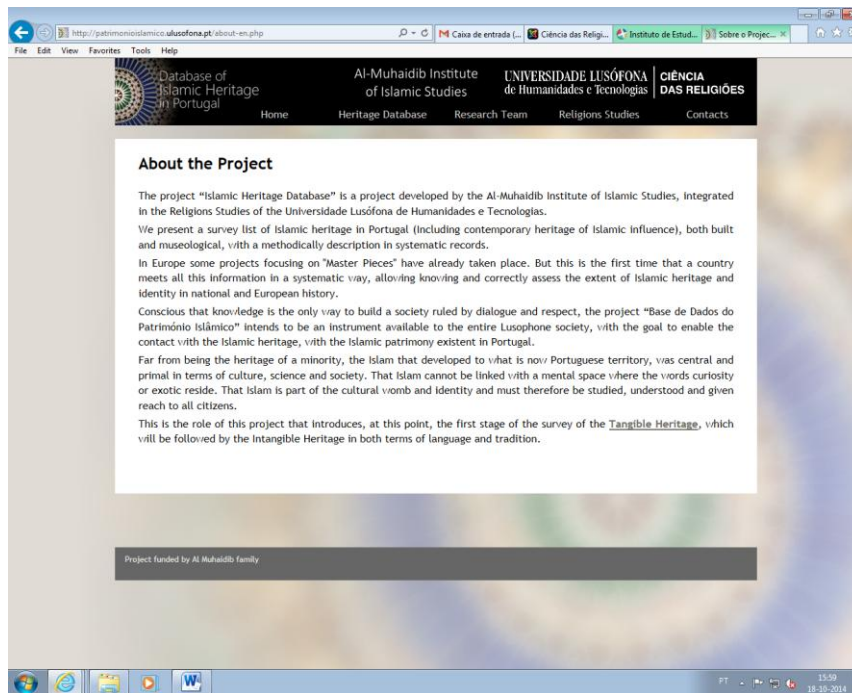 http://patrimonioislamico.ulusofona.pt/about-en.php
Caixa de entrada (...
Ciência das Religi...
Instituto de Estud...
Sobre o Projec...
File Edit View Favorites Tools Help
Database of
Islamic Heritage
in Portugal
Al-Muhaidib Institute
of Islamic Studies
UNIVERSIDADE LUSÓFONA
de Humanidades e Tecnologias
CIÊNCIA
DAS RELIGIÕES
Home Heritage Database Research Team Religions Studies Contacts
About the Project
The project “Islamic Heritage Database” is a project developed by the Al-Muhaidib Institute of Islamic Studies, integrated
in the Religions Studies of the Universidade Lusófona de Humanidades e Tecnologias.
We present a survey list of Islamic heritage in Portugal (including contemporary heritage of Islamic influence), both built
and museological, with a methodically description in systematic records.
In Europe some projects focusing on "Master Pieces" have already taken place. But this is the first time that a country
meets all this information in a systematic way, allowing knowing and correctly assess the extent of Islamic heritage and
identity in national and European history.
Conscious that knowledge is the only way to build a society ruled by dialogue and respect, the project “Base de Dados do
Património Islâmico” intends to be an instrument available to the entire Lusophone society, with the goal to enable the
contact with the Islamic heritage, with the Islamic patrimony existent in Portugal.
Far from being the heritage of a minority, the Islam that developed to what is now Portuguese territory, was central and
primal in terms of culture, science and society. That Islam cannot be linked with a mental space where the words curiosity
or exotic reside. That Islam is part of the cultural womb and identity and must therefore be studied, understood and given
reach to all citizens.
This is the role of this project that introduces, at this point, the first stage of the survey of the Tangible Heritage, which
will be followed by the Intangible Heritage in both terms of language and tradition.
Project funded by Al Muhaidib family
PT
15:59
18-10-2014